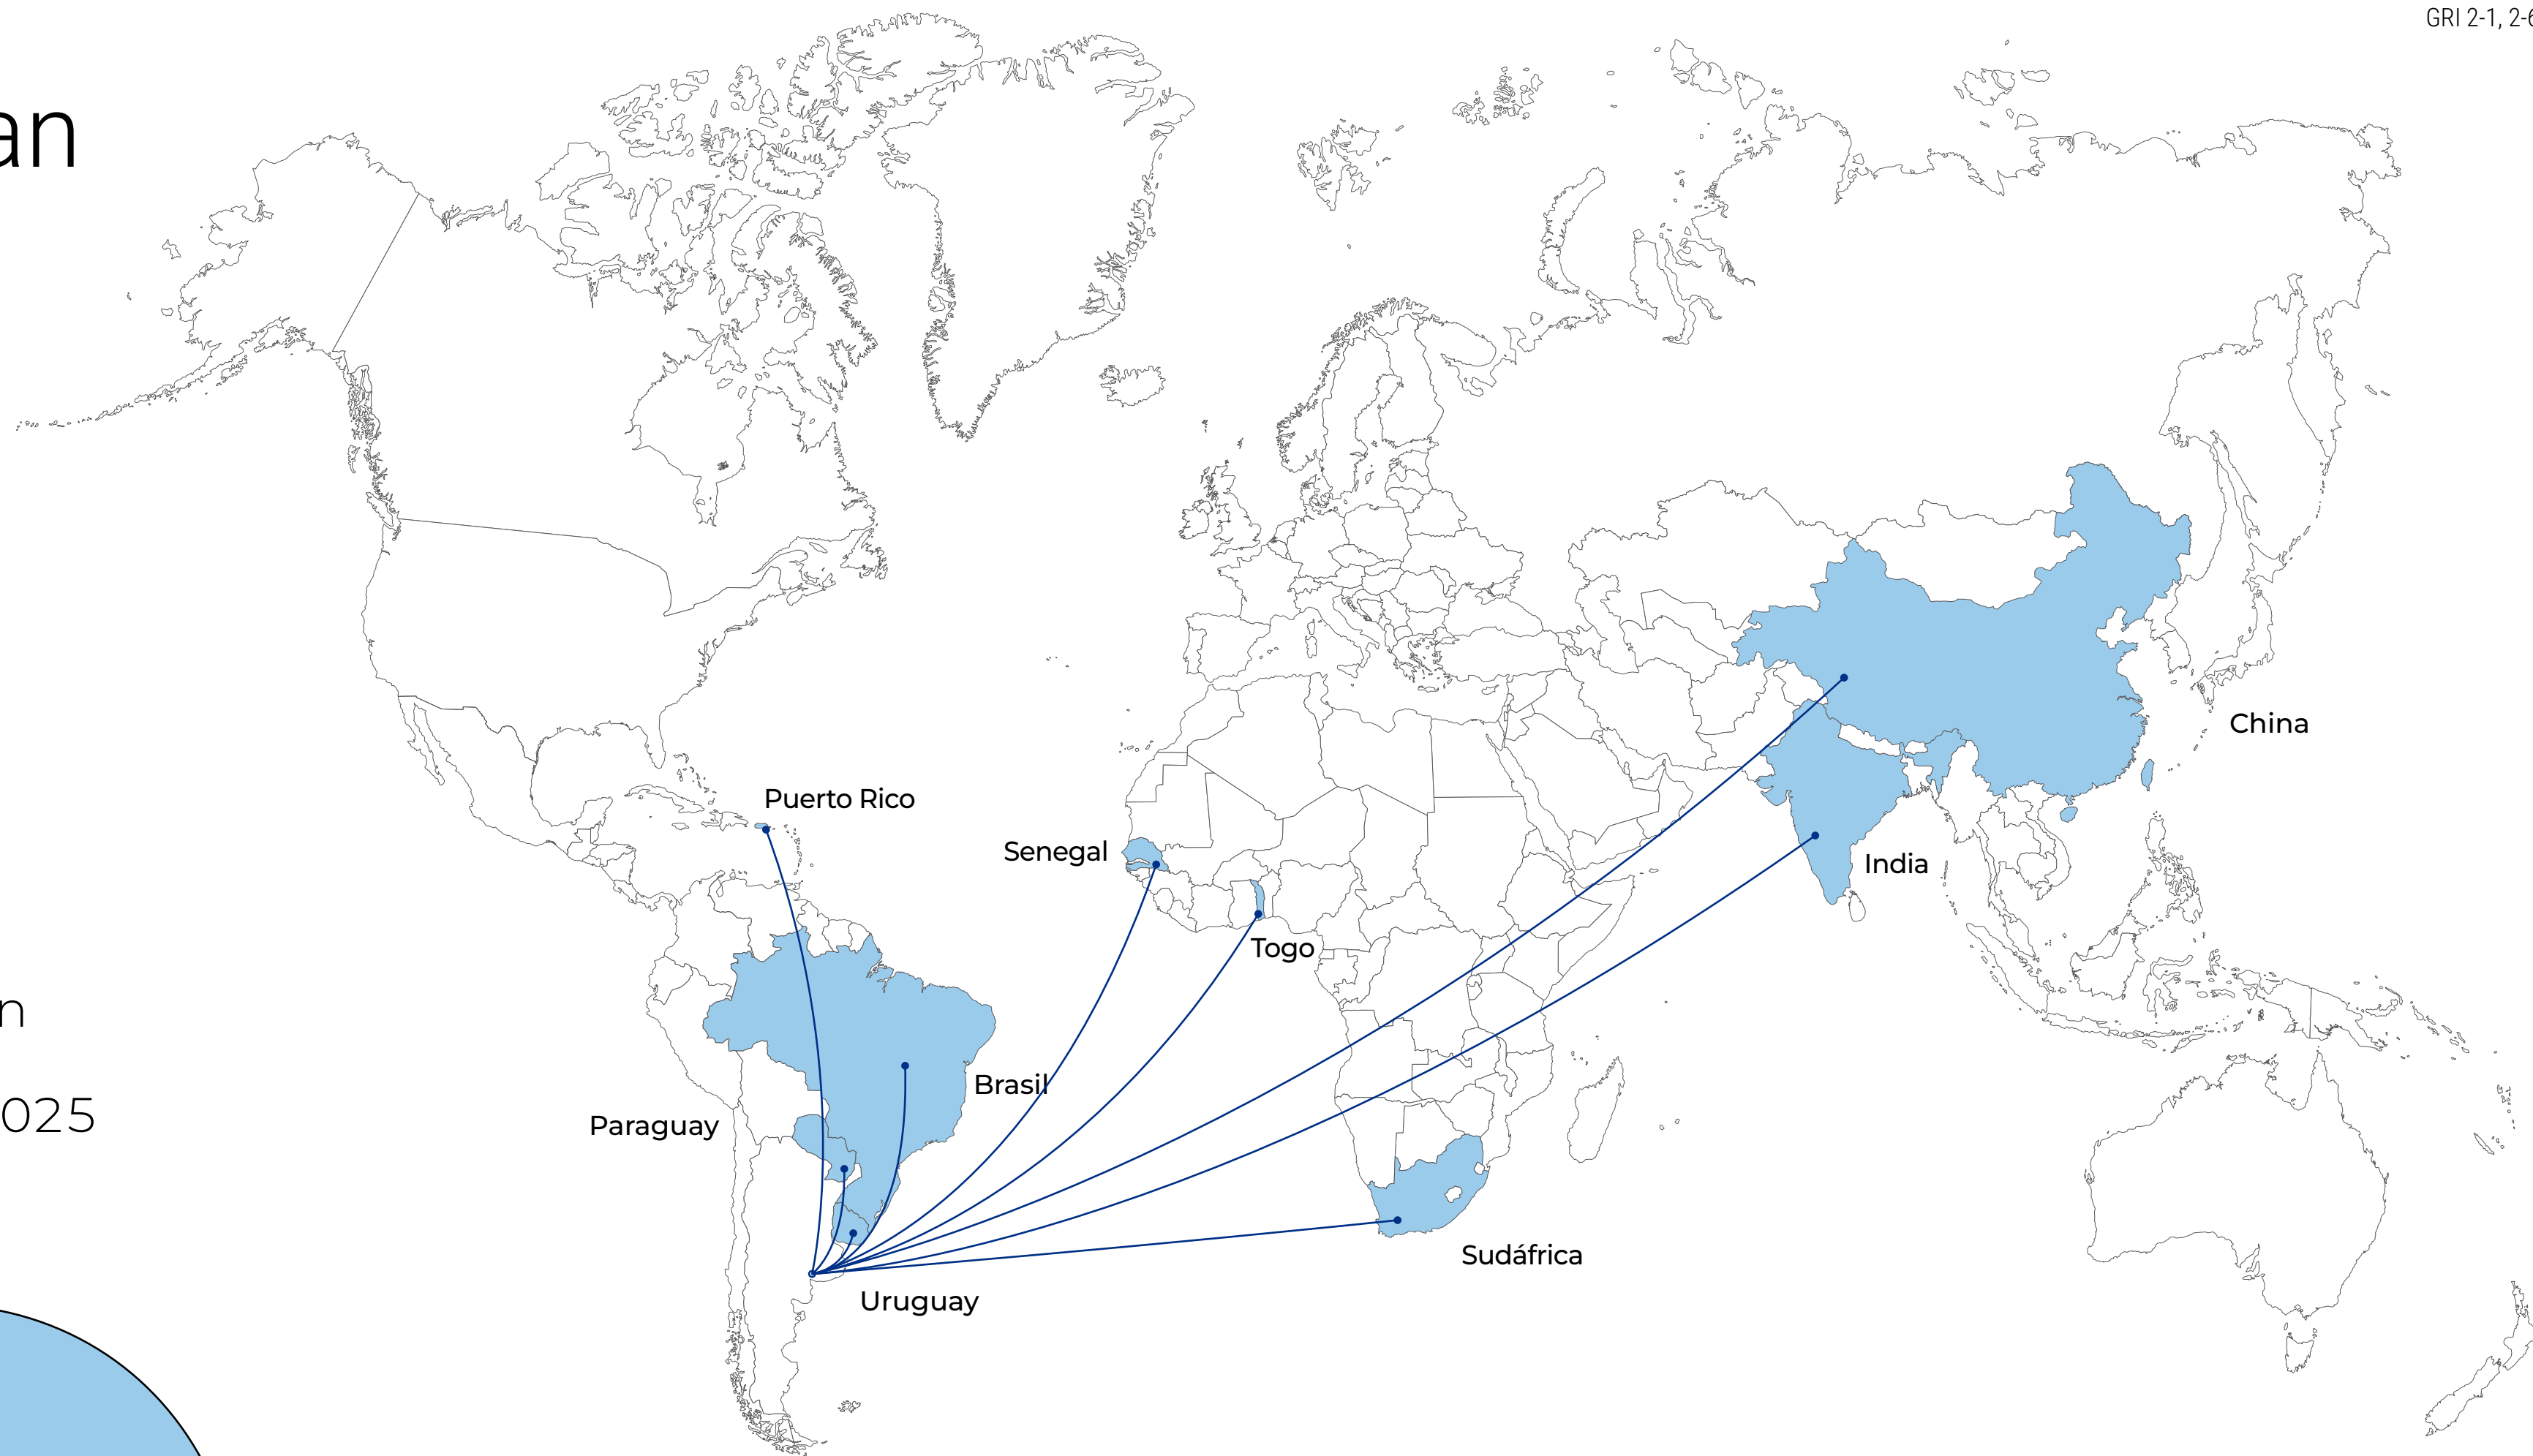 GRI 2-1, 2-6
an
China
Puerto Rico
Senegal
India
Togo
n
Brasil
025
Paraguay
Sudáfrica
Uruguay